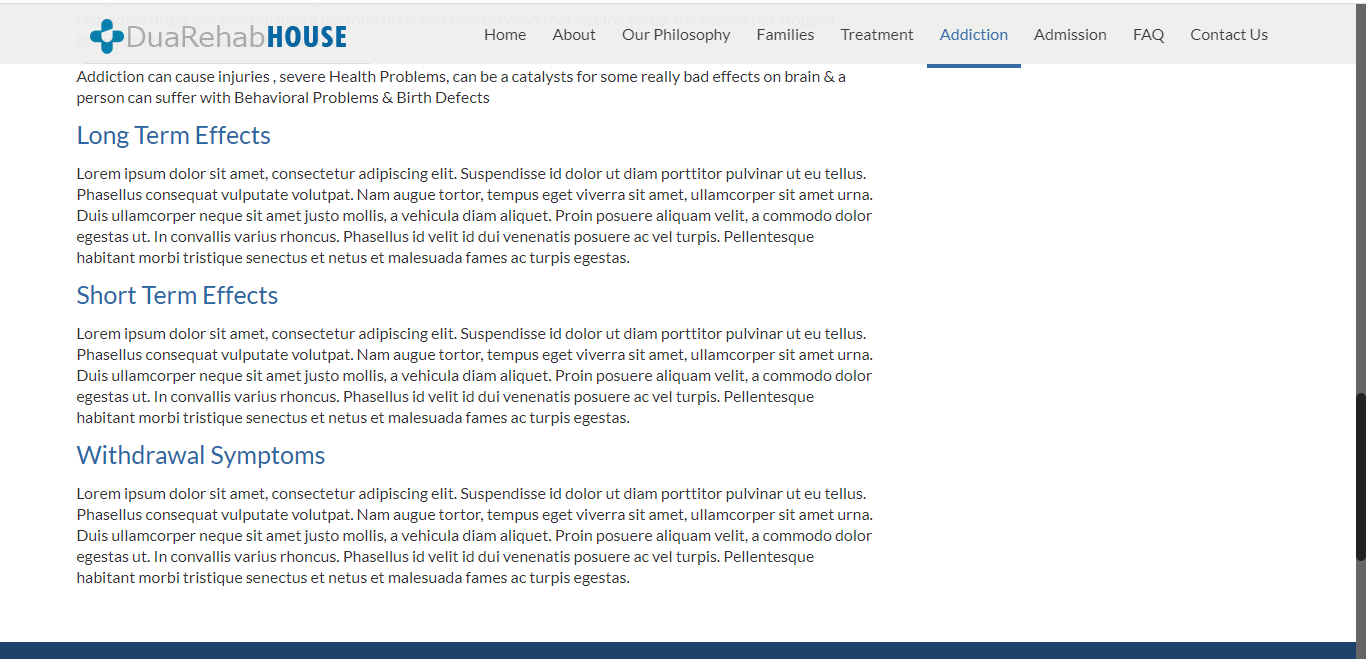 fact, some drugs can even change a person's body and brain in ways that last long after the person has stopped
DuaRehabHOUSE
Home About Our Philosophy Families Treatment Addiction Admission FAQ Contact Us
Addiction can cause injuries , severe Health Problems, can be a catalysts for some really bad effects on brain & a
person can suffer with Behavioral Problems & Birth Defects
Long Term Effects
Lorem ipsum dolor sit amet, consectetur adipiscing elit. Suspendisse id dolor ut diam porttitor pulvinar ut eu tellus.
Phasellus consequat vulputate volutpat. Nam augue tortor, tempus eget viverra sit amet, ullamcorper sit amet urna.
Duis ullamcorper neque sit amet justo mollis, a vehicula diam aliquet. Proin posuere aliquam velit, a commodo dolor
egestas ut. In convallis varius rhoncus. Phasellus id velit id dui venenatis posuere ac vel turpis. Pellentesque
habitant morbi tristique senectus et netus et malesuada fames ac turpis egestas.
Short Term Effects
Lorem ipsum dolor sit amet, consectetur adipiscing elit. Suspendisse id dolor ut diam porttitor pulvinar ut eu tellus.
Phasellus consequat vulputate volutpat. Nam augue tortor, tempus eget viverra sit amet, ullamcorper sit amet urna.
Duis ullamcorper neque sit amet justo mollis, a vehicula diam aliquet. Proin posuere aliquam velit, a commodo dolor
egestas ut. In convallis varius rhoncus. Phasellus id velit id dui venenatis posuere ac vel turpis. Pellentesque
habitant morbi tristique senectus et netus et malesuada fames ac turpis egestas.
Withdrawal Symptoms
Lorem ipsum dolor sit amet, consectetur adipiscing elit. Suspendisse id dolor ut diam porttitor pulvinar ut eu tellus.
Phasellus consequat vulputate volutpat. Nam augue tortor, tempus eget viverra sit amet, ullamcorper sit amet urna.
Duis ullamcorper neque sit amet justo mollis, a vehicula diam aliquet. Proin posuere aliquam velit, a commodo dolor
egestas ut. In convallis varius rhoncus. Phasellus id velit id dui venenatis posuere ac vel turpis. Pellentesque
habitant morbi tristique senectus et netus et malesuada fames ac turpis egestas.